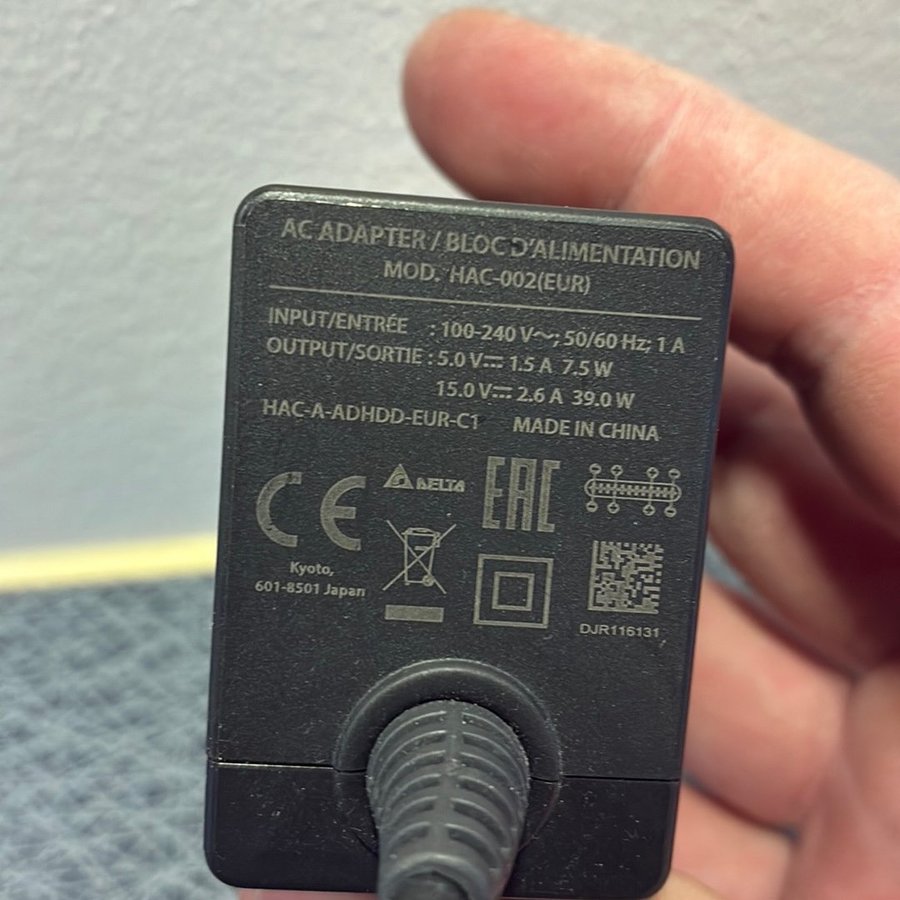 AC ADAPTER / BLOC D'ALIMENTATION
MOD. HAC-002(EUR)
INPUT/ENTRÉE : 100-240 V~; 50/60 Hz; 1 A
OUTPUT/SORTIE : 5.0 V⎓ 1.5 A 7.5 W
15.0 V⎓ 2.6 A 39.0 W
HAC-A-ADHDD-EUR-C1 MADE IN CHINA
CE DELTA EAC
Kyoto,
601-8501 Japan
DJR116131